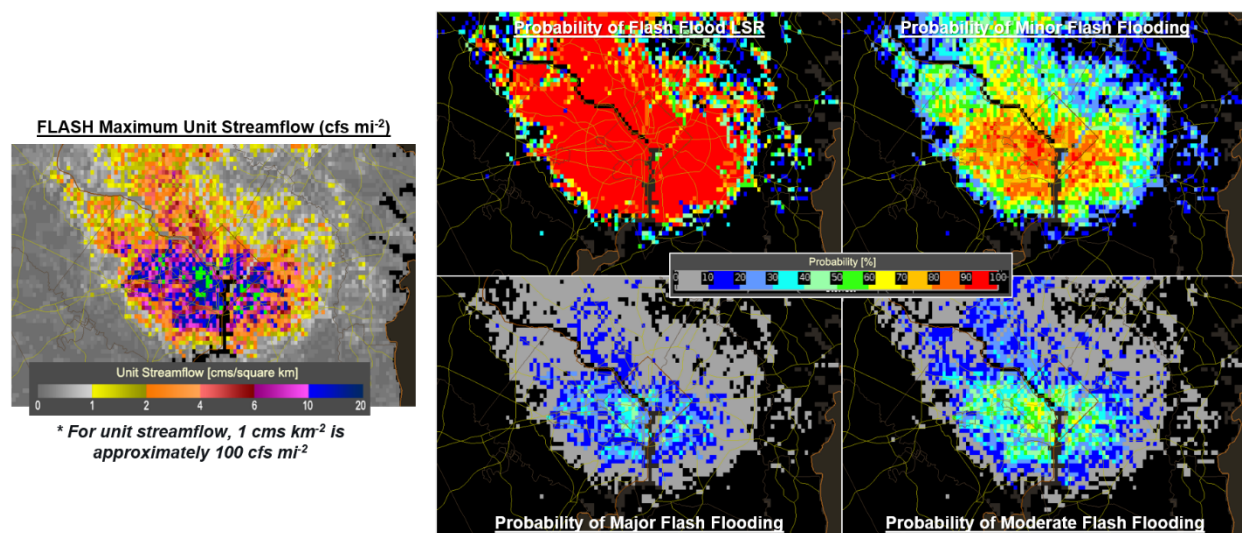 FLASH Maximum Unit Streamflow (cfs mi-2)
Unit Streamflow [cms/square km]
0 1 2 4 6 10 20
* For unit streamflow, 1 cms km-2 is
approximately 100 cfs mi-2
Probability of Flash Flood LSR
Probability of Minor Flash Flooding
Probability [%]
0 10 20 30 40 50 60 70 80 90 100
Probability of Major Flash Flooding
Probability of Moderate Flash Flooding